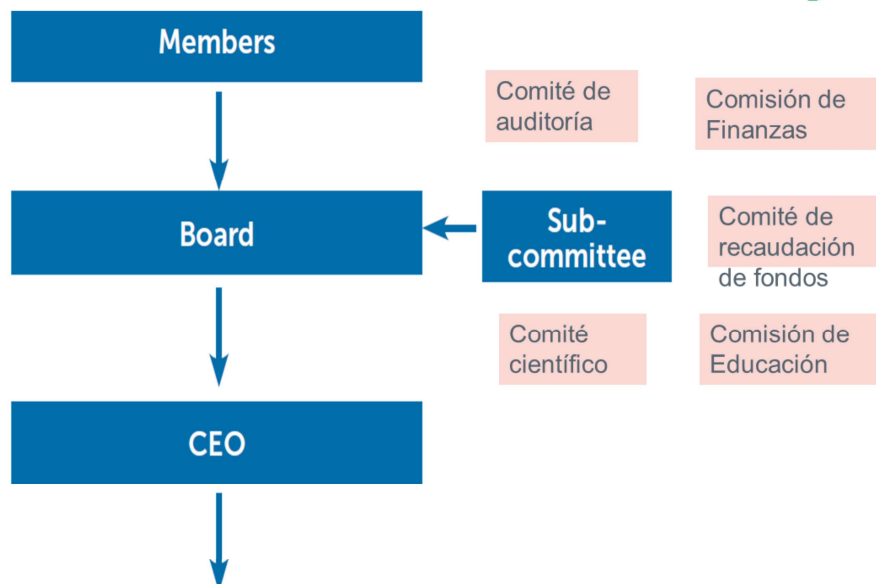 Members
Comité de
auditoría
Comisión de
Finanzas
Board
Sub-
committee
Comité de
recaudación
de fondos
Comité
científico
Comisión de
Educación
CEO